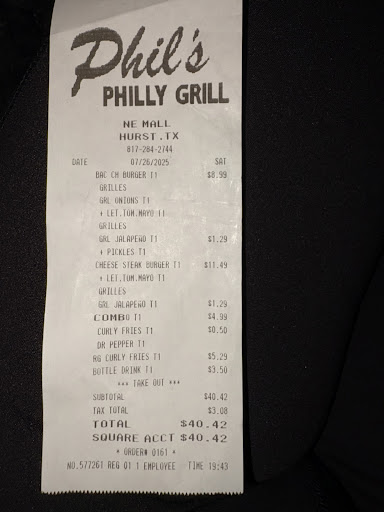 Phil's
PHILLY GRILL
NE MALL
HURST.TX
817-284-2744
DATE 07/26/2025 SAT
BAC CH BURGER T1 $8.99
GRILLES
GRL ONIONS T1
+ LET.TOM.MAYO T1
GRILLES
GRL JALAPEÑO T1 $1.29
+ PICKLES T1
CHEESE STEAK BURGER T1 $11.49
+ LET.TOM.MAYO T1
GRILLES
GRL JALAPEÑO T1 $1.29
COMBO T1 $4.99
CURLY FRIES T1 $0.50
DR PEPPER T1
RG CURLY FRIES T1 $5.29
BOTTLE DRINK T1 $3.50
*** TAKE OUT ***
SUBTOTAL $40.42
TAX TOTAL $3.08
TOTAL $40.42
SQUARE ACCT $40.42
* ORDER# 0161 *
NO.577261 REG 01 1 EMPLOYEE TIME 19:43